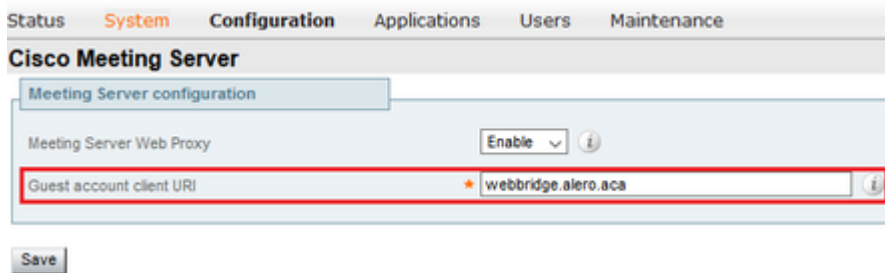 Status System Configuration Applications Users Maintenance
Cisco Meeting Server
Meeting Server configuration
Meeting Server Web Proxy Enable i
Guest account client URI * webbridge.alero.aca i
Save